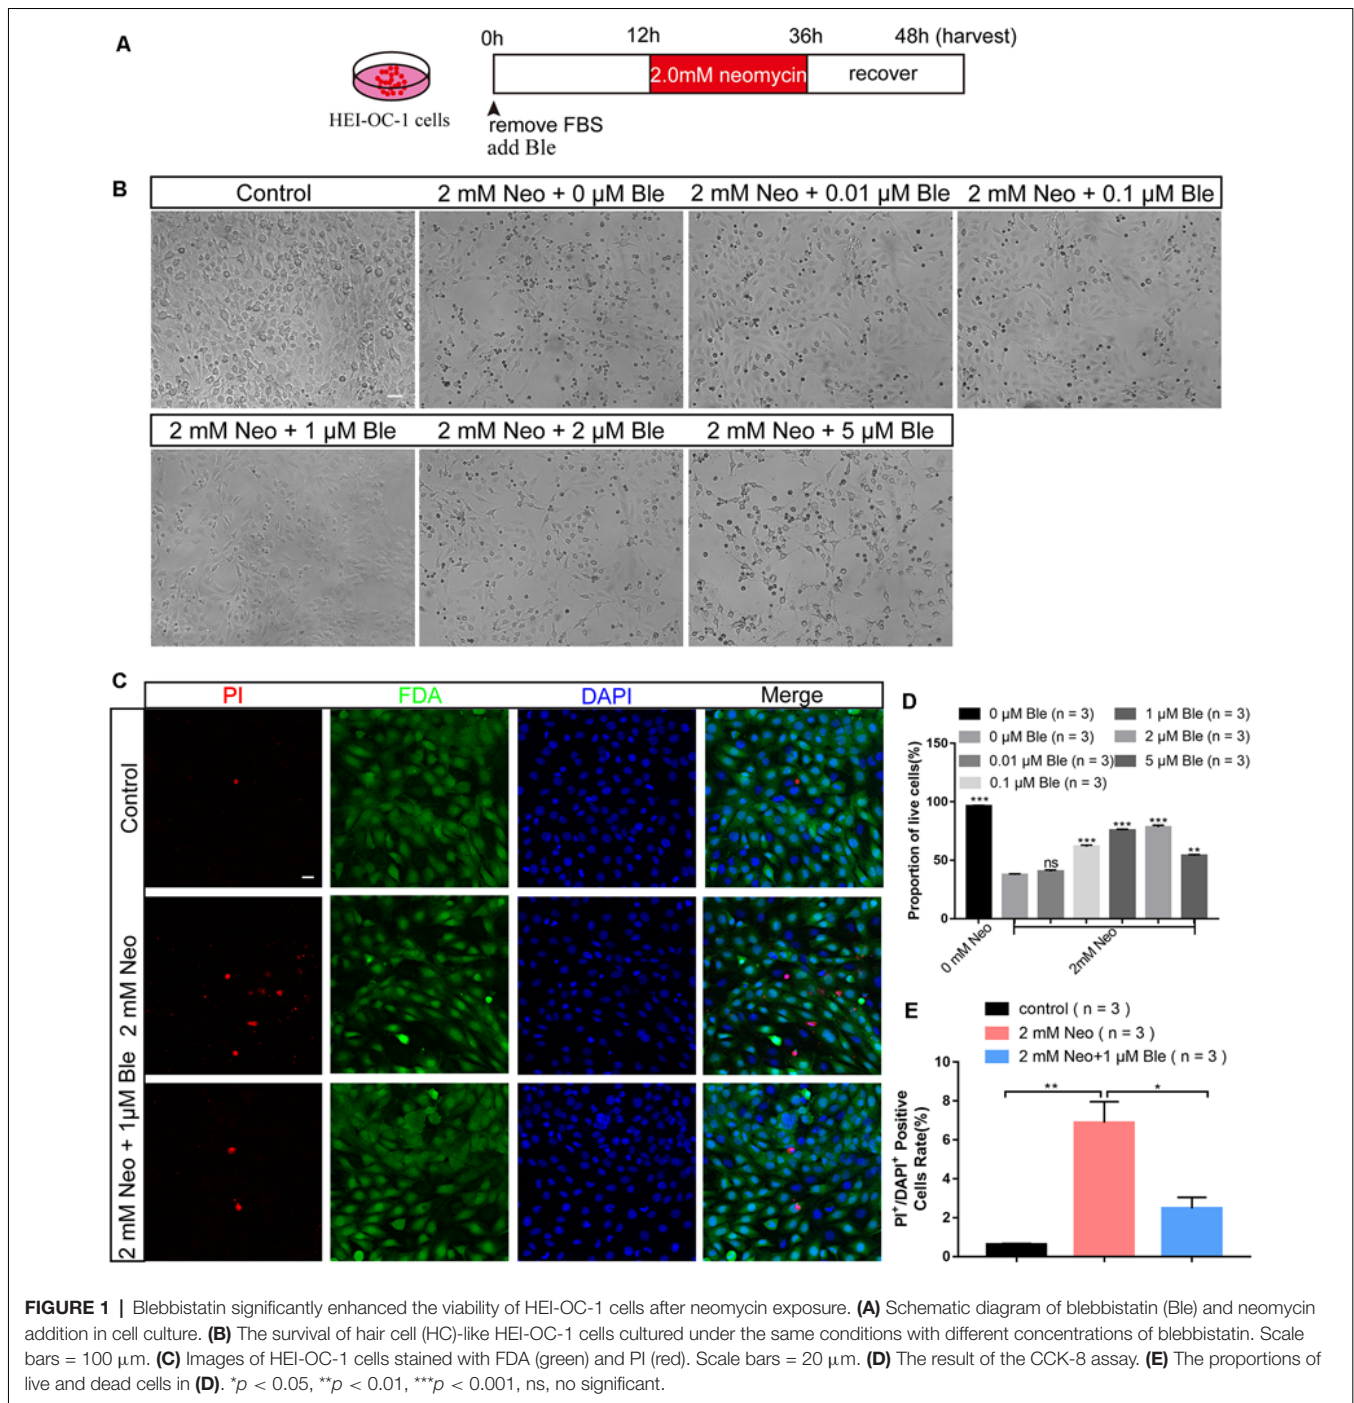 A
0h 12h 36h 48h (harvest)
2.0mM neomycin recover
HEI-OC-1 cells
remove FBS
add Ble
B
Control 2 mM Neo + 0 µM Ble 2 mM Neo + 0.01 µM Ble 2 mM Neo + 0.1 µM Ble
2 mM Neo + 1 µM Ble 2 mM Neo + 2 µM Ble 2 mM Neo + 5 µM Ble
C
PI FDA DAPI Merge
Control
2 mM Neo
2 mM Neo + 1µM Ble
D
0 µM Ble (n = 3) 1 µM Ble (n = 3)
0 µM Ble (n = 3) 2 µM Ble (n = 3)
0.01 µM Ble (n = 3) 5 µM Ble (n = 3)
0.1 µM Ble (n = 3)
Proportion of live cells(%)
150
100
50
0
*** ns *** *** *** **
0 mM Neo 2mM Neo
E
control ( n = 3 )
2 mM Neo ( n = 3 )
2 mM Neo+1 µM Ble ( n = 3 )
PI⁺/DAPI⁺ Positive
Cells Rate(%)
10
8
6
4
2
0
** *
FIGURE 1 | Blebbistatin significantly enhanced the viability of HEI-OC-1 cells after neomycin exposure. (A) Schematic diagram of blebbistatin (Ble) and neomycin
addition in cell culture. (B) The survival of hair cell (HC)-like HEI-OC-1 cells cultured under the same conditions with different concentrations of blebbistatin. Scale
bars = 100 µm. (C) Images of HEI-OC-1 cells stained with FDA (green) and PI (red). Scale bars = 20 µm. (D) The result of the CCK-8 assay. (E) The proportions of
live and dead cells in (D). *p < 0.05, **p < 0.01, ***p < 0.001, ns, no significant.